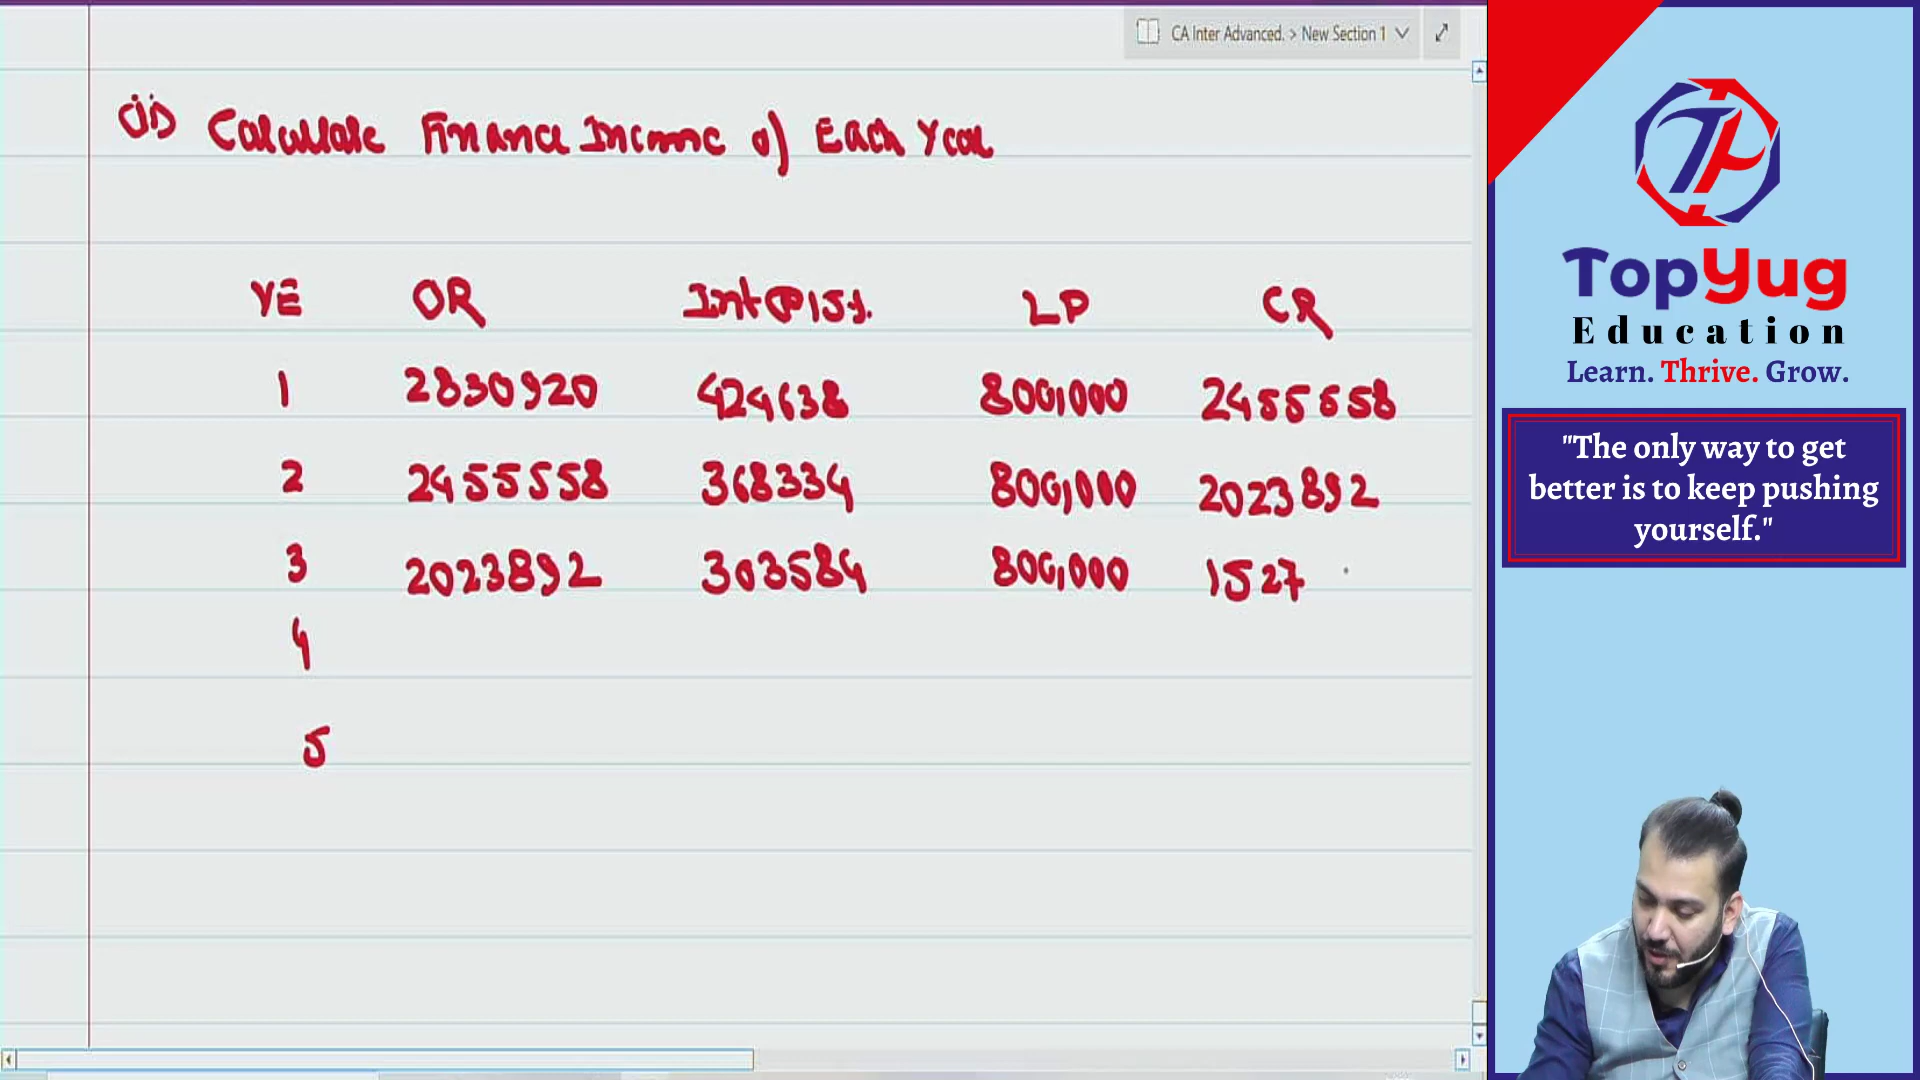 CA Inter Advanced. > New Section 1
(ii) Calculate Finance Income of Each Year
YE OR Int@15%. LP CR
1 2830920 424638 800,000 2455558
2 2455558 368334 800,000 2023892
3 2023892 303584 800,000 1527
4
5
TopYug
Education
Learn. Thrive. Grow.
"The only way to get
better is to keep pushing
yourself."